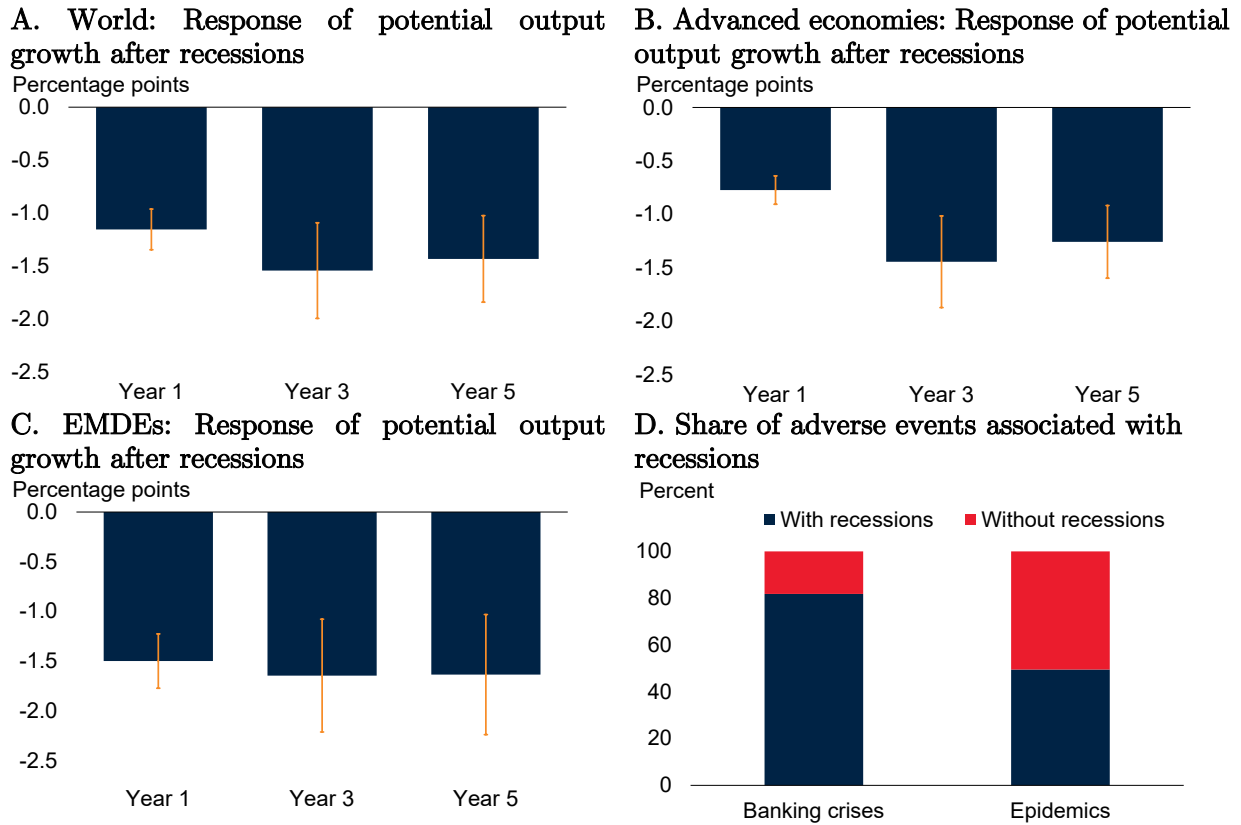 A. World: Response of potential output
growth after recessions
Percentage points
0.0
-0.5
-1.0
-1.5
-2.0
-2.5
Year 1 Year 3 Year 5
B. Advanced economies: Response of potential
output growth after recessions
Percentage points
0.0
-0.5
-1.0
-1.5
-2.0
-2.5
Year 1 Year 3 Year 5
C. EMDEs: Response of potential output
growth after recessions
Percentage points
0.0
-0.5
-1.0
-1.5
-2.0
-2.5
Year 1 Year 3 Year 5
D. Share of adverse events associated with
recessions
Percent
With recessions Without recessions
100
80
60
40
20
0
Banking crises Epidemics